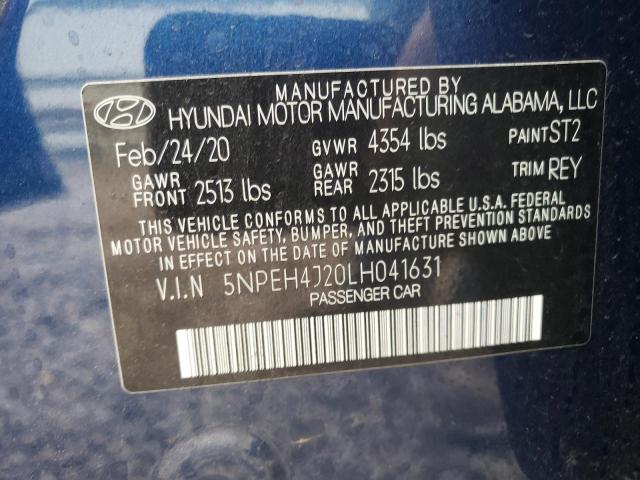 MANUFACTURED BY
HYUNDAI MOTOR MANUFACTURING ALABAMA, LLC
Feb/24/20 GVWR 4354 lbs PAINT ST2
GAWR FRONT 2513 lbs GAWR REAR 2315 lbs TRIM REY
THIS VEHICLE CONFORMS TO ALL APPLICABLE U.S.A. FEDERAL
MOTOR VEHICLE SAFETY, BUMPER, AND THEFT PREVENTION STANDARDS
IN EFFECT ON THE DATE OF MANUFACTURE SHOWN ABOVE
V.I.N 5NPEH4J20LH041631
PASSENGER CAR